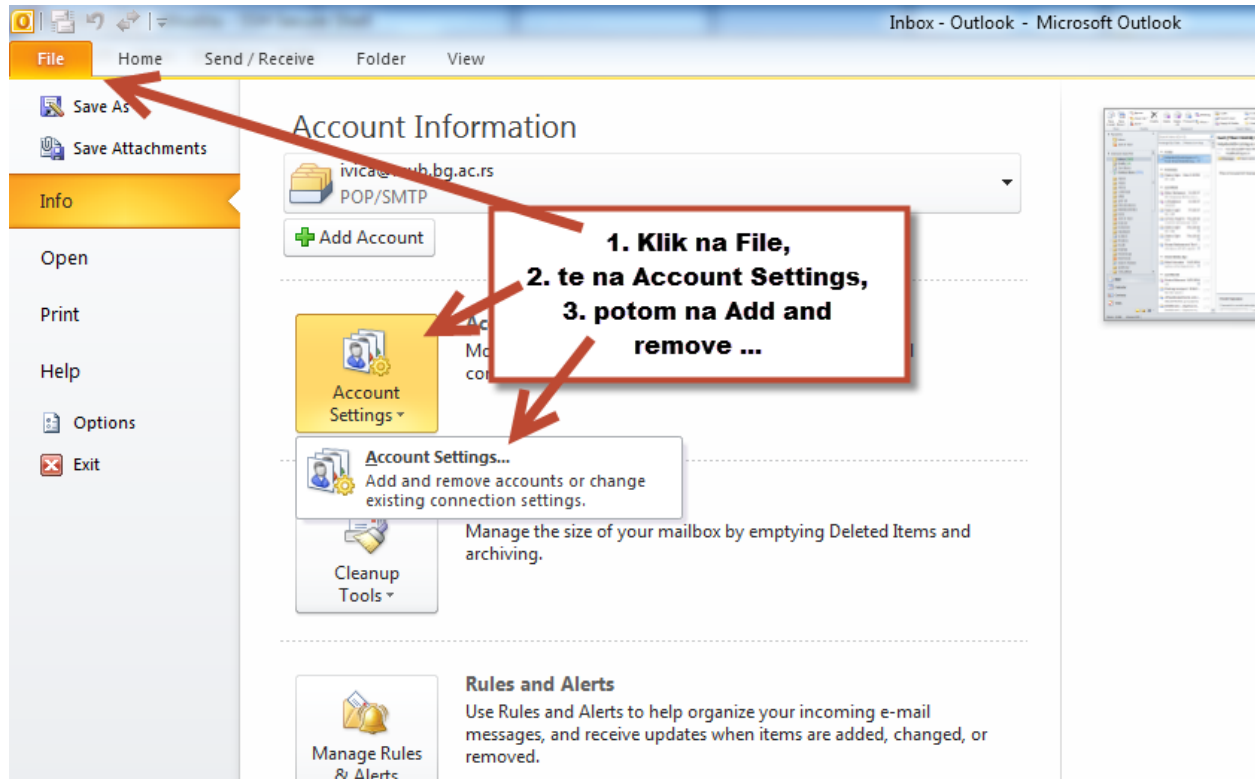 Inbox - Outlook - Microsoft Outlook
File Home Send / Receive Folder View
Save As
Save Attachments
Info
Open
Print
Help
Options
Exit
Account Information
POP/SMTP
Add Account
1. Klik na File,
2. te na Account Settings,
3. potom na Add and
remove ...
Account
Settings
Account Settings...
Add and remove accounts or change
existing connection settings.
Manage the size of your mailbox by emptying Deleted Items and
archiving.
Cleanup
Tools
Rules and Alerts
Use Rules and Alerts to help organize your incoming e-mail
messages, and receive updates when items are added, changed, or
removed.
Manage Rules
& Alerts